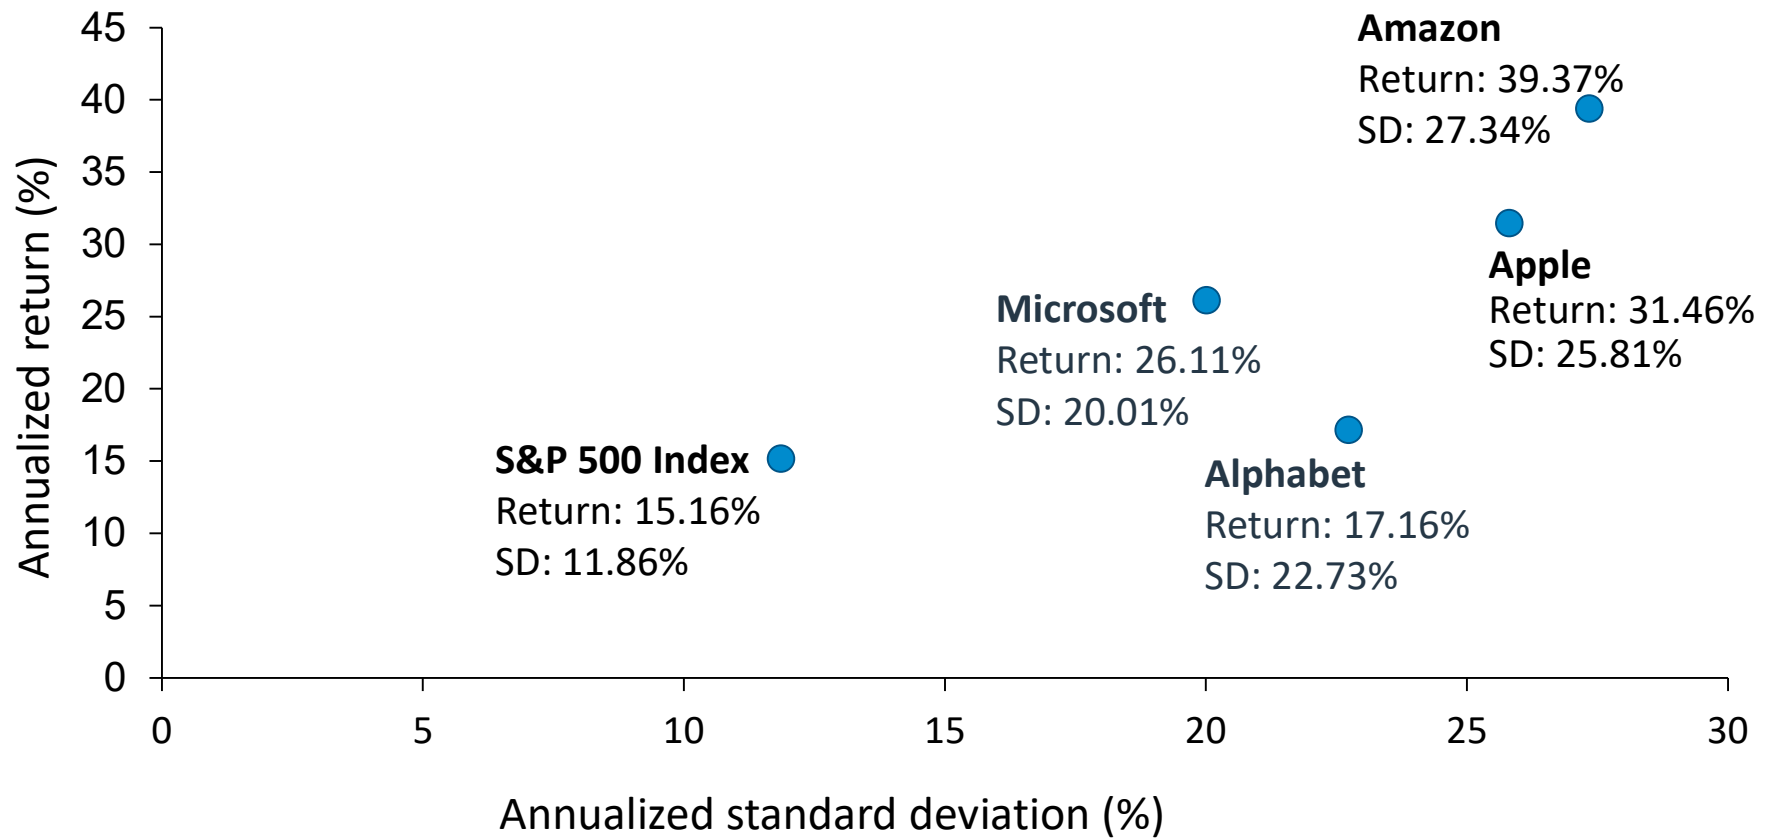 Annualized return (%)
45
40
35
30
25
20
15
10
5
0
Amazon
Return: 39.37%
SD: 27.34%
Apple
Return: 31.46%
SD: 25.81%
Microsoft
Return: 26.11%
SD: 20.01%
S&P 500 Index
Return: 15.16%
SD: 11.86%
Alphabet
Return: 17.16%
SD: 22.73%
0 5 10 15 20 25 30
Annualized standard deviation (%)